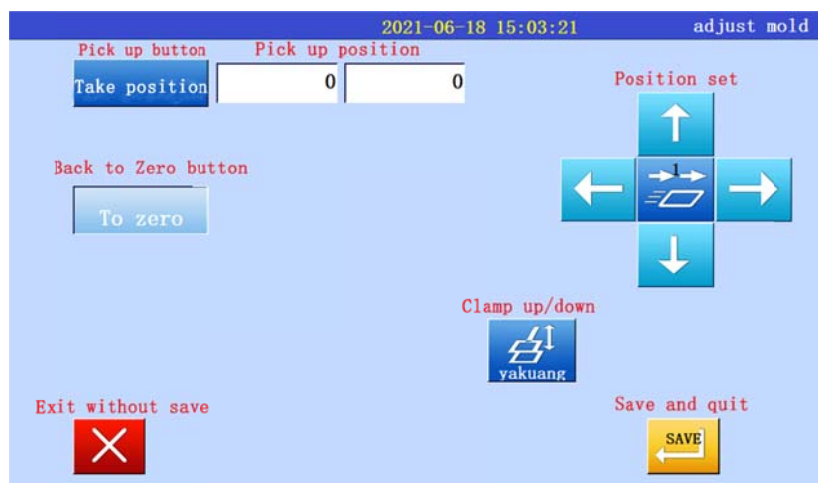 2021-06-18 15:03:21 adjust mold
Pick up button Pick up position
Take position 0 0
Position set
1
Back to Zero button
To zero
Clamp up/down
yakuang
Exit without save
Save and quit
SAVE